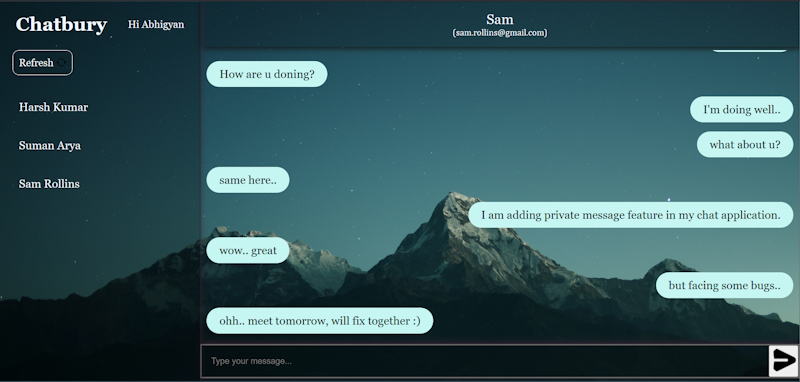 Chatbury
Hi Abhigyan
Refresh
Harsh Kumar
Suman Arya
Sam Rollins
Sam
(sam.rollins@gmail.com)
How are u doning?
I'm doing well..
what about u?
same here..
I am adding private message feature in my chat application.
wow.. great
but facing some bugs..
ohh.. meet tomorrow, will fix together :)
Type your message...